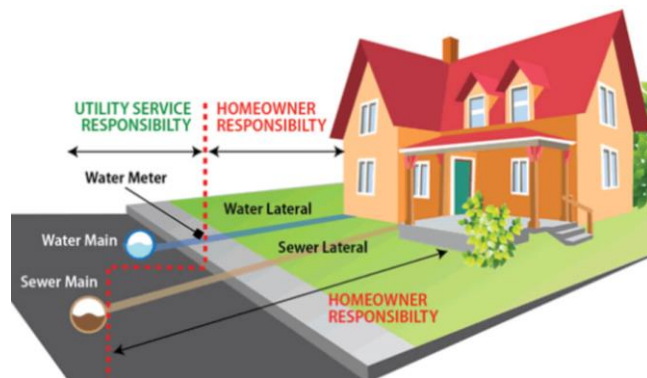 UTILITY SERVICE
RESPONSIBILTY
HOMEOWNER
RESPONSIBILTY
Water Meter
Water Lateral
Water Main
Sewer Lateral
Sewer Main
HOMEOWNER
RESPONSIBILTY